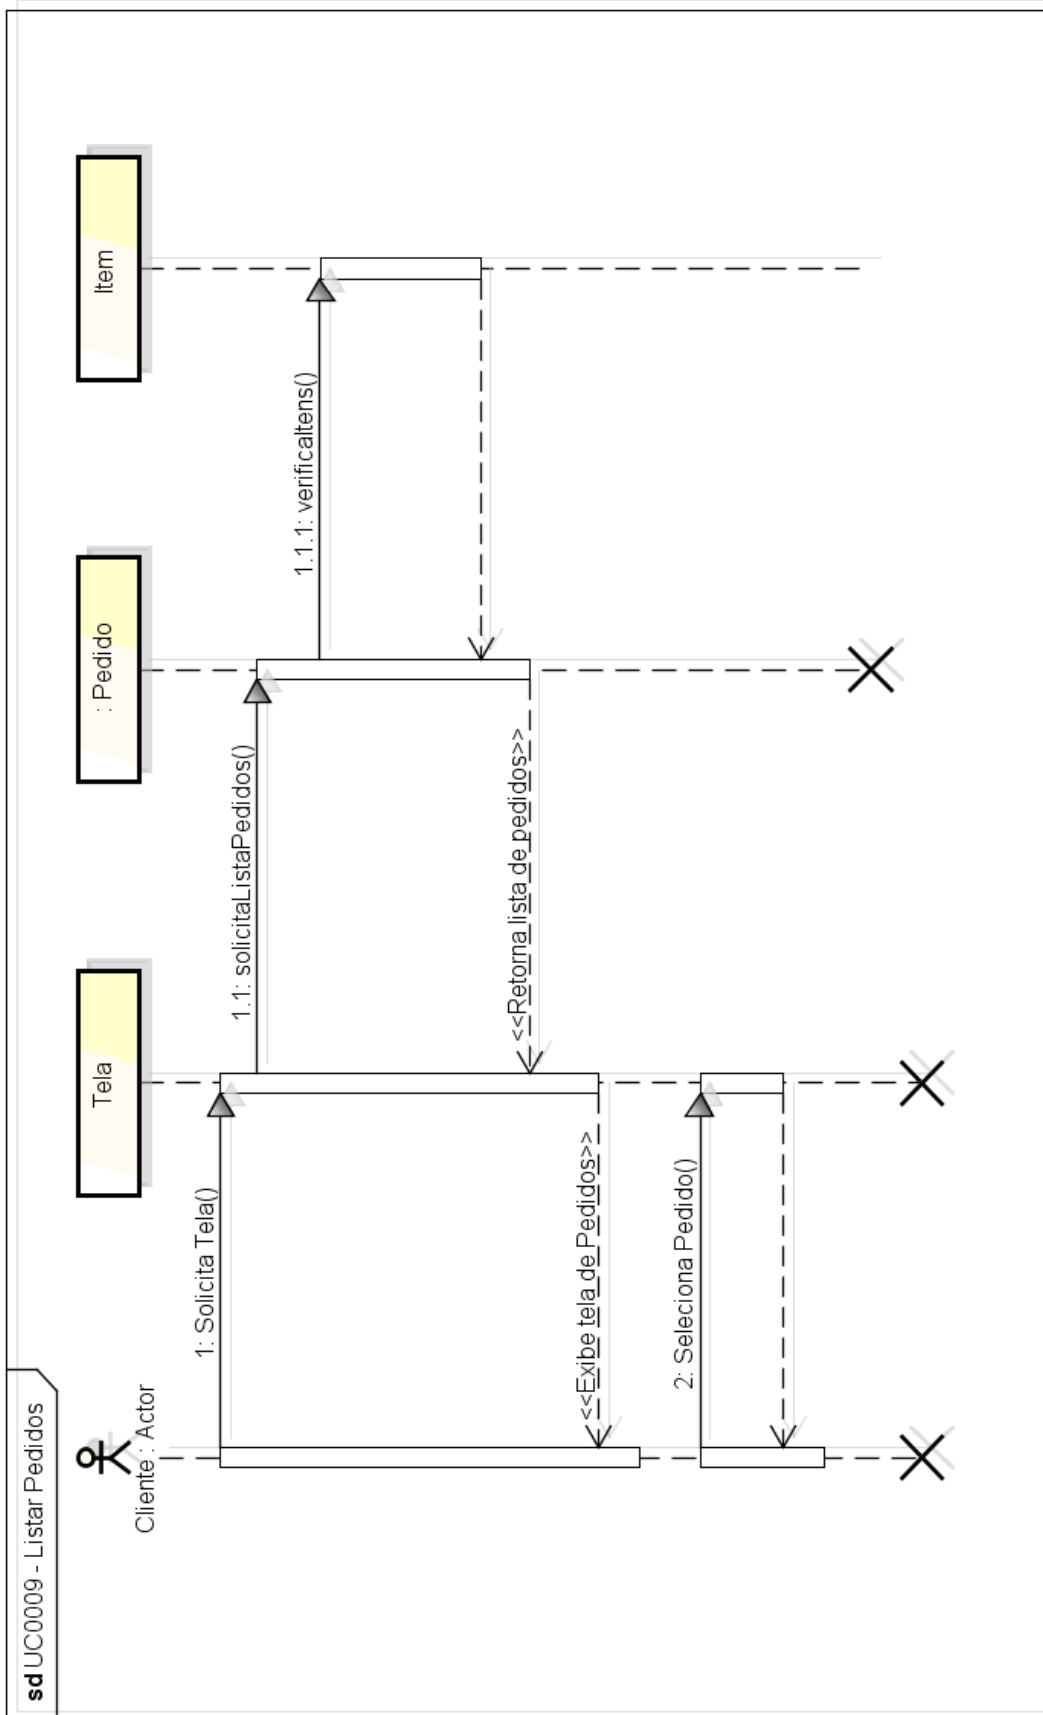 sd UC0009 - Listar Pedidos
Cliente : Actor
Tela
: Pedido
Item
1: Solicita Tela()
1.1: solicitaListaPedidos()
1.1.1: verificaItens()
<<Retorna lista de pedidos>>
<<Exibe tela de Pedidos>>
2: Seleciona Pedido()